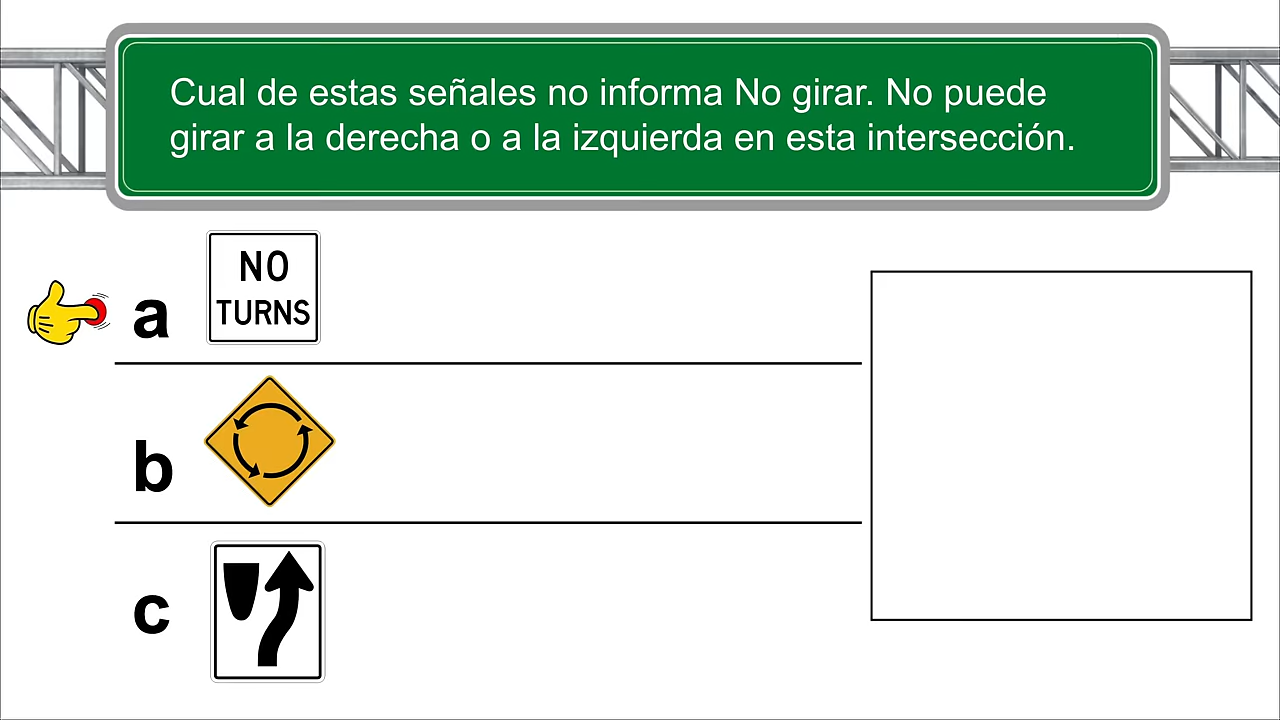 Cual de estas señales no informa No girar. No puede
girar a la derecha o a la izquierda en esta intersección.
a
NO
TURNS
b
c